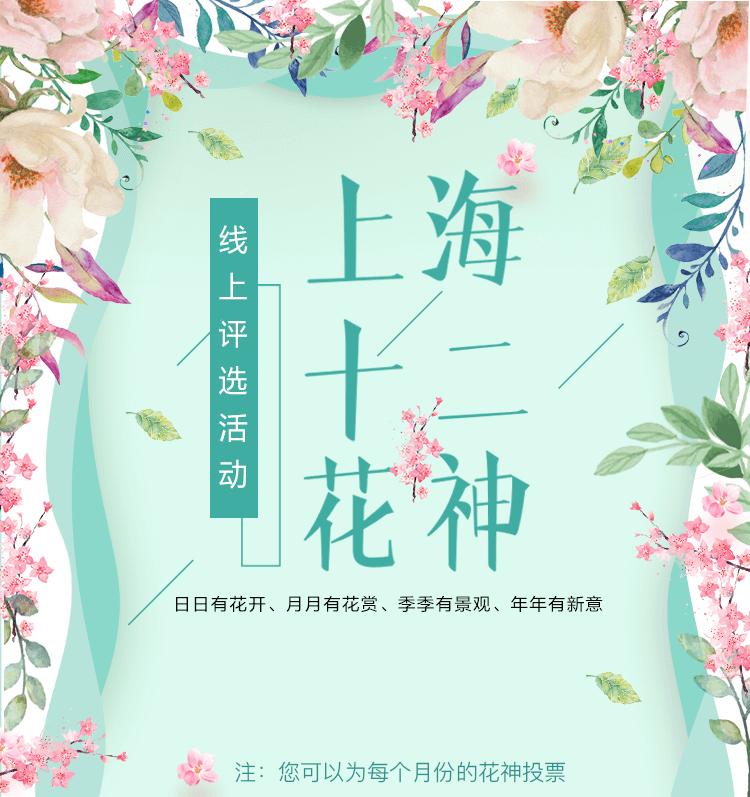 上海
十二
花神
线上评选活动
日日有花开、月月有花赏、季季有景观、年年有新意
注：您可以为每个月份的花神投票